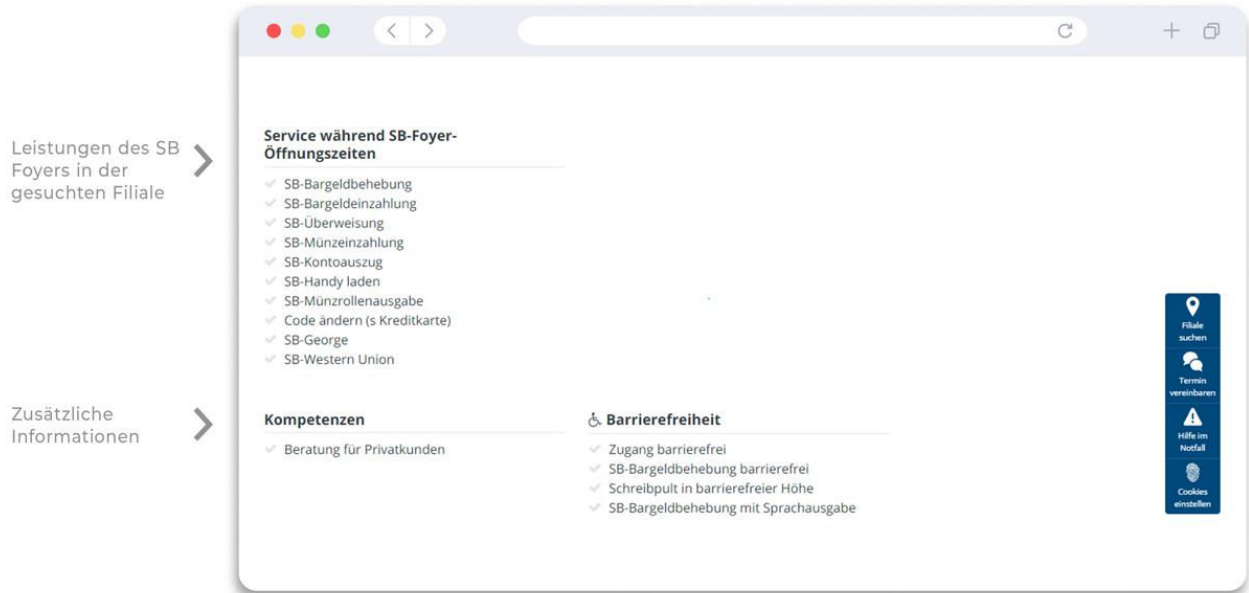 Leistungen des SB
Foyers in der
gesuchten Filiale
Service während SB-Foyer-
Öffnungszeiten
SB-Bargeldbehebung
SB-Bargeldeinzahlung
SB-Überweisung
SB-Münzeinzahlung
SB-Kontoauszug
SB-Handy laden
SB-Münzrollenausgabe
Code ändern (s Kreditkarte)
SB-George
SB-Western Union
Zusätzliche
Informationen
Kompetenzen
Beratung für Privatkunden
Barrierefreiheit
Zugang barrierefrei
SB-Bargeldbehebung barrierefrei
Schreibpult in barrierefreier Höhe
SB-Bargeldbehebung mit Sprachausgabe
Filiale
suchen
Termin
vereinbaren
Hilfe im
Notfall
Cookies
einstellen